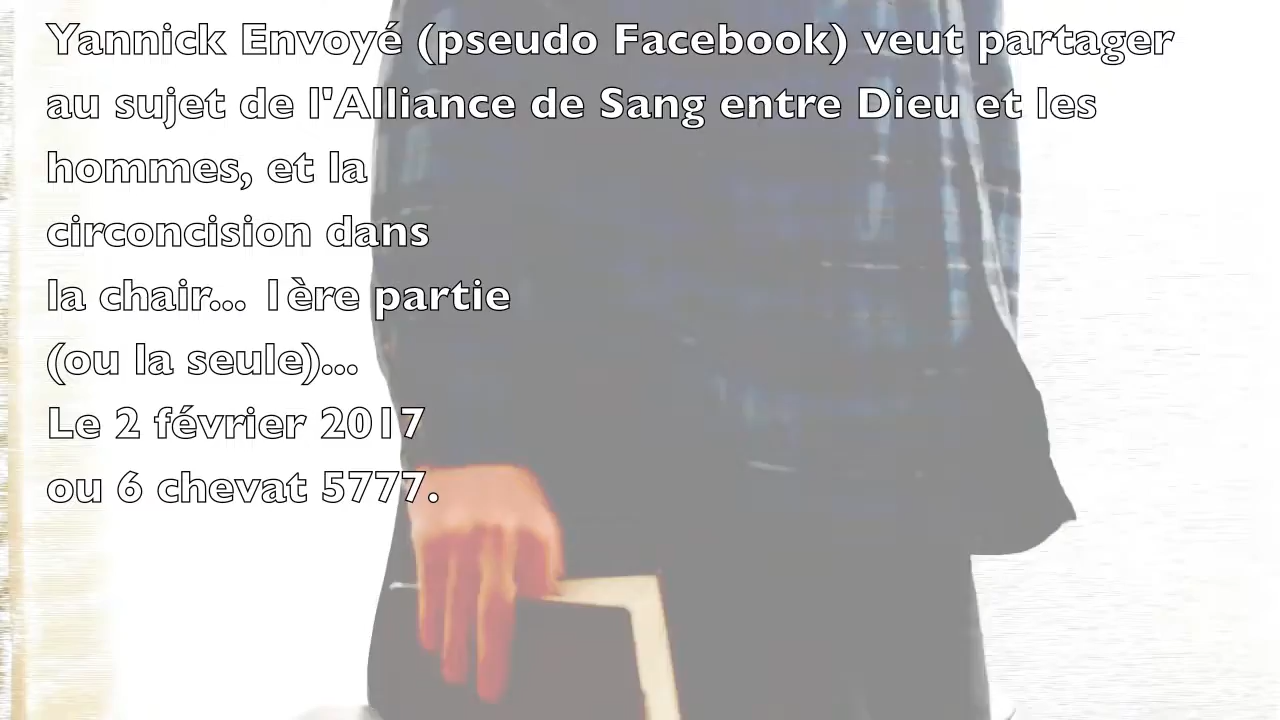 Yannick Envoyé (pseudo Facebook) veut partager
au sujet de l'Alliance de Sang entre Dieu et les
hommes, et la
circoncision dans
la chair... 1ère partie
(ou la seule)...
Le 2 février 2017
ou 6 chevat 5777.